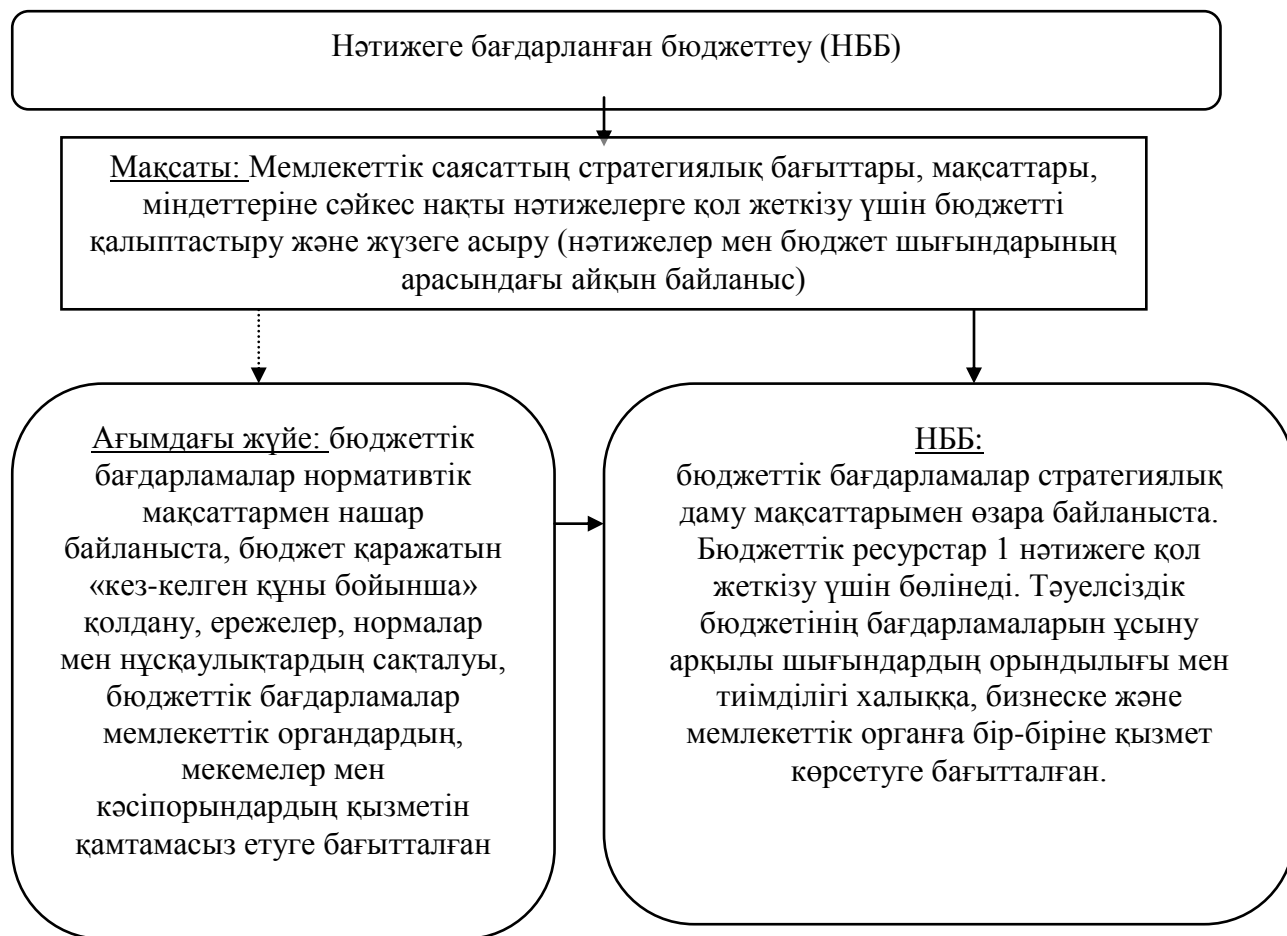 Нәтижеге бағдарланған бюджеттеу (НББ)
Мақсаты: Мемлекеттік саясаттың стратегиялық бағыттары, мақсаттары,
міндеттеріне сәйкес нақты нәтижелерге қол жеткізу үшін бюджетті
қалыптастыру және жүзеге асыру (нәтижелер мен бюджет шығындарының
арасындағы айқын байланыс)
Ағымдағы жүйе: бюджеттік
бағдарламалар нормативтік
мақсаттармен нашар
байланыста, бюджет қаражатын
«кез-келген құны бойынша»
қолдану, ережелер, нормалар
мен нұсқаулықтардың сақталуы,
бюджеттік бағдарламалар
мемлекеттік органдардың,
мекемелер мен
кәсіпорындардың қызметін
қамтамасыз етуге бағытталған
НББ:
бюджеттік бағдарламалар стратегиялық
даму мақсаттарымен өзара байланыста.
Бюджеттік ресурстар 1 нәтижеге қол
жеткізу үшін бөлінеді. Тәуелсіздік
бюджетінің бағдарламаларын ұсыну
арқылы шығындардың орындылығы мен
тиімділігі халыққа, бизнеске және
мемлекеттік органға бір-біріне қызмет
көрсетуге бағытталған.